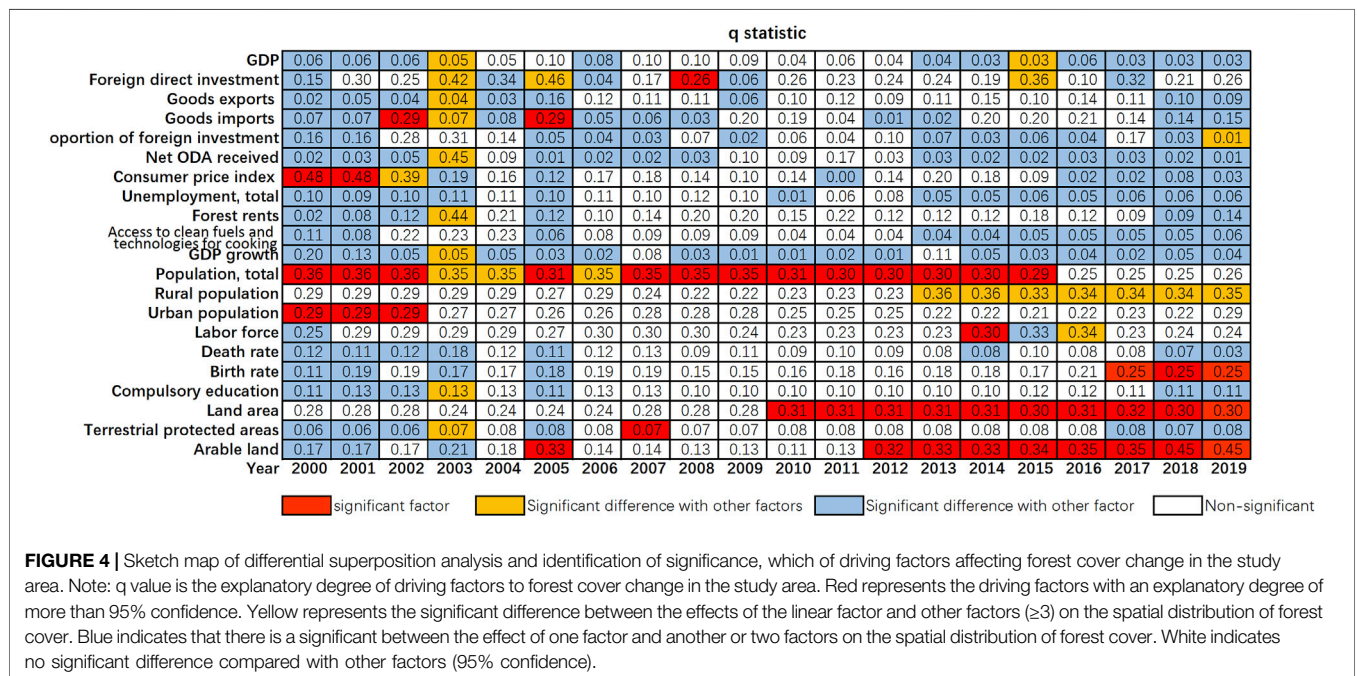 q statistic
GDP 0.06 0.06 0.06 0.05 0.05 0.10 0.08 0.10 0.10 0.09 0.04 0.06 0.04 0.04 0.03 0.03 0.06 0.03 0.03 0.03
Foreign direct investment 0.15 0.30 0.25 0.42 0.34 0.46 0.04 0.17 0.26 0.06 0.26 0.23 0.24 0.24 0.19 0.36 0.10 0.32 0.21 0.26
Goods exports 0.02 0.05 0.04 0.04 0.03 0.16 0.12 0.11 0.11 0.06 0.10 0.12 0.09 0.11 0.15 0.10 0.14 0.11 0.10 0.09
Goods imports 0.07 0.07 0.29 0.07 0.08 0.29 0.05 0.06 0.03 0.20 0.19 0.04 0.01 0.02 0.20 0.20 0.21 0.14 0.14 0.15
oportion of foreign investment 0.16 0.16 0.28 0.31 0.14 0.05 0.04 0.03 0.07 0.02 0.06 0.04 0.10 0.07 0.03 0.06 0.04 0.17 0.03 0.01
Net ODA received 0.02 0.03 0.05 0.45 0.09 0.01 0.02 0.02 0.03 0.10 0.09 0.17 0.03 0.03 0.02 0.02 0.03 0.03 0.02 0.01
Consumer price index 0.48 0.48 0.39 0.19 0.16 0.12 0.17 0.18 0.14 0.10 0.14 0.00 0.14 0.20 0.18 0.09 0.02 0.02 0.08 0.03
Unemployment, total 0.10 0.09 0.10 0.11 0.11 0.10 0.11 0.10 0.12 0.10 0.01 0.06 0.08 0.05 0.05 0.05 0.06 0.05 0.06 0.06
Forest rents 0.02 0.08 0.12 0.44 0.21 0.12 0.10 0.14 0.20 0.20 0.15 0.22 0.12 0.12 0.12 0.18 0.12 0.09 0.09 0.14
Access to clean fuels and
technologies for cooking 0.11 0.08 0.22 0.23 0.23 0.06 0.08 0.09 0.09 0.09 0.04 0.04 0.04 0.04 0.04 0.05 0.05 0.05 0.05 0.06
GDP growth 0.20 0.13 0.05 0.05 0.05 0.03 0.02 0.08 0.03 0.01 0.01 0.02 0.01 0.11 0.05 0.03 0.04 0.02 0.05 0.04
Population, total 0.36 0.36 0.36 0.35 0.35 0.31 0.35 0.35 0.35 0.35 0.31 0.30 0.30 0.30 0.30 0.29 0.25 0.25 0.25 0.26
Rural population 0.29 0.29 0.29 0.29 0.29 0.27 0.29 0.24 0.22 0.22 0.23 0.23 0.23 0.36 0.36 0.33 0.34 0.34 0.34 0.35
Urban population 0.29 0.29 0.29 0.27 0.27 0.26 0.26 0.28 0.28 0.28 0.25 0.25 0.25 0.22 0.22 0.21 0.22 0.23 0.22 0.29
Labor force 0.25 0.29 0.29 0.29 0.29 0.27 0.30 0.30 0.30 0.24 0.23 0.23 0.23 0.23 0.30 0.33 0.34 0.23 0.24 0.24
Death rate 0.12 0.11 0.12 0.18 0.12 0.11 0.12 0.13 0.09 0.11 0.09 0.10 0.09 0.08 0.08 0.10 0.08 0.08 0.07 0.03
Birth rate 0.11 0.19 0.19 0.17 0.17 0.18 0.19 0.19 0.15 0.15 0.16 0.18 0.16 0.18 0.18 0.17 0.21 0.25 0.25 0.25
Compulsory education 0.11 0.13 0.13 0.13 0.13 0.11 0.13 0.13 0.10 0.10 0.10 0.10 0.10 0.10 0.10 0.12 0.12 0.11 0.11 0.11
Land area 0.28 0.28 0.28 0.24 0.24 0.24 0.24 0.28 0.28 0.28 0.31 0.31 0.31 0.31 0.31 0.30 0.31 0.32 0.30 0.30
Terrestrial protected areas 0.06 0.06 0.06 0.07 0.08 0.08 0.08 0.07 0.07 0.07 0.08 0.08 0.08 0.08 0.08 0.08 0.08 0.08 0.07 0.08
Arable land 0.17 0.17 0.17 0.21 0.18 0.33 0.14 0.14 0.13 0.13 0.11 0.13 0.32 0.33 0.33 0.34 0.35 0.35 0.45 0.45
Year 2000 2001 2002 2003 2004 2005 2006 2007 2008 2009 2010 2011 2012 2013 2014 2015 2016 2017 2018 2019
significant factor Significant difference with other factors Significant difference with other factor Non-significant
FIGURE 4 | Sketch map of differential superposition analysis and identification of significance, which of driving factors affecting forest cover change in the study
area. Note: q value is the explanatory degree of driving factors to forest cover change in the study area. Red represents the driving factors with an explanatory degree of
more than 95% confidence. Yellow represents the significant difference between the effects of the linear factor and other factors (≥3) on the spatial distribution of forest
cover. Blue indicates that there is a significant between the effect of one factor and another or two factors on the spatial distribution of forest cover. White indicates
no significant difference compared with other factors (95% confidence).